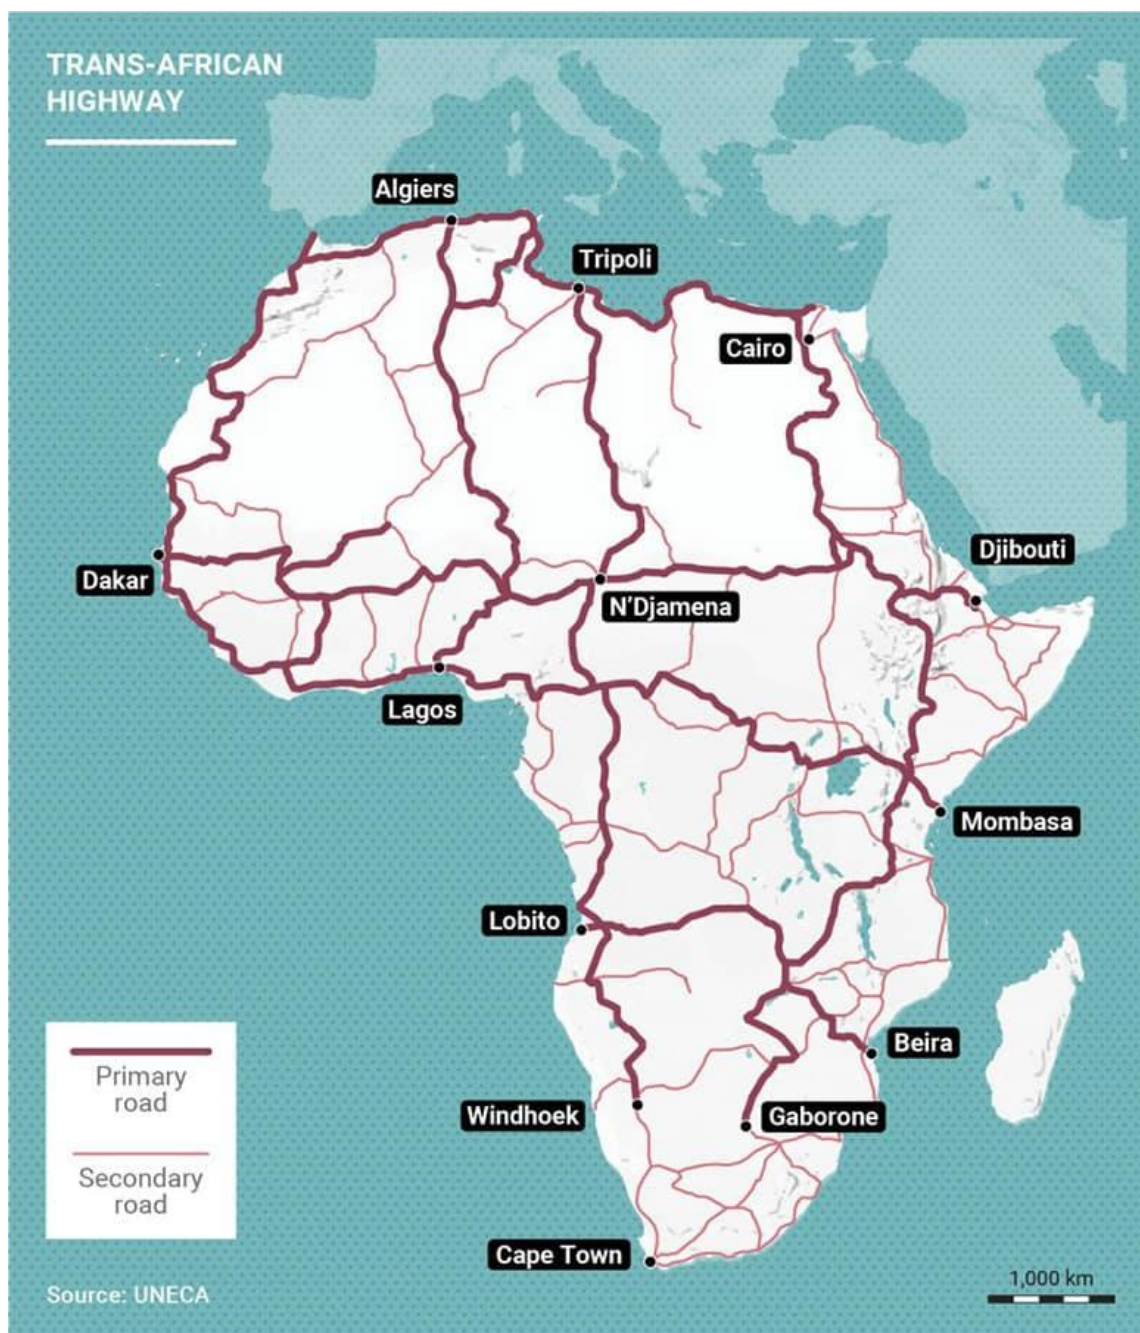 TRANS-AFRICAN
HIGHWAY
Algiers
Tripoli
Cairo
Djibouti
Dakar
N'Djamena
Lagos
Mombasa
Lobito
Beira
Windhoek
Gaborone
Cape Town
Primary
road
Secondary
road
Source: UNECA
1,000 km